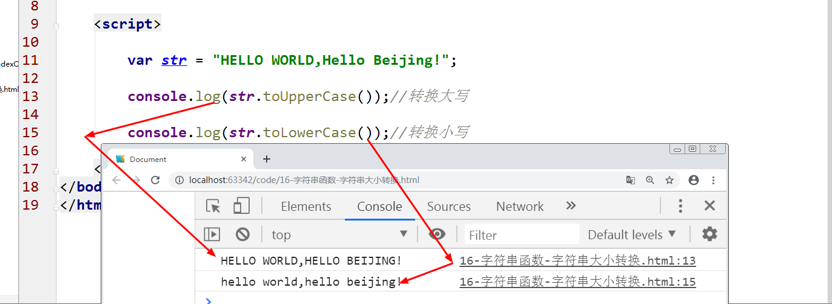 8
9 <script>
10
11 var str = "HELLO WORLD,Hello Beijing!";
12
13 console.log(str.toUpperCase());//转换大写
14
15 console.log(str.toLowerCase());//转换小写
16
17 <
18 </bod
19 </htm
.html
Document
localhost:63342/code/16-字符串函数-字符串大小转换.html
Elements Console Sources Network
top Filter Default levels
HELLO WORLD,HELLO BEIJING! 16-字符串函数-字符串大小转换.html:13
hello world,hello beijing! 16-字符串函数-字符串大小转换.html:15